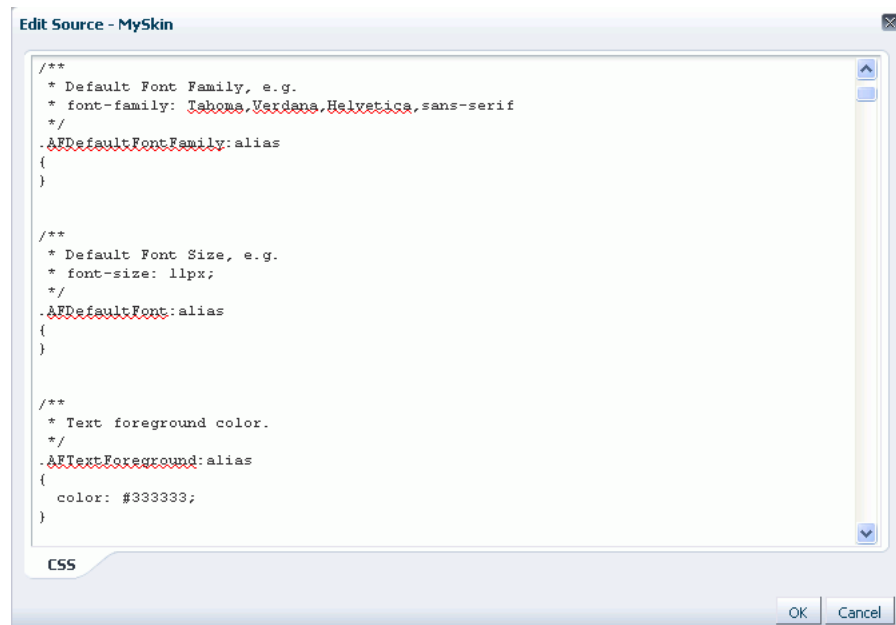 Edit Source - MySkin
/**
 * Default Font Family, e.g.
 * font-family: Tahoma,Verdana,Helvetica,sans-serif
 */
.AFDefaultFontFamily:alias
{
}
/**
 * Default Font Size, e.g.
 * font-size: 11px;
 */
.AFDefaultFont:alias
{
}
/**
 * Text foreground color.
 */
.AFTextForeground:alias
{
  color: #333333;
}
CSS
OK Cancel